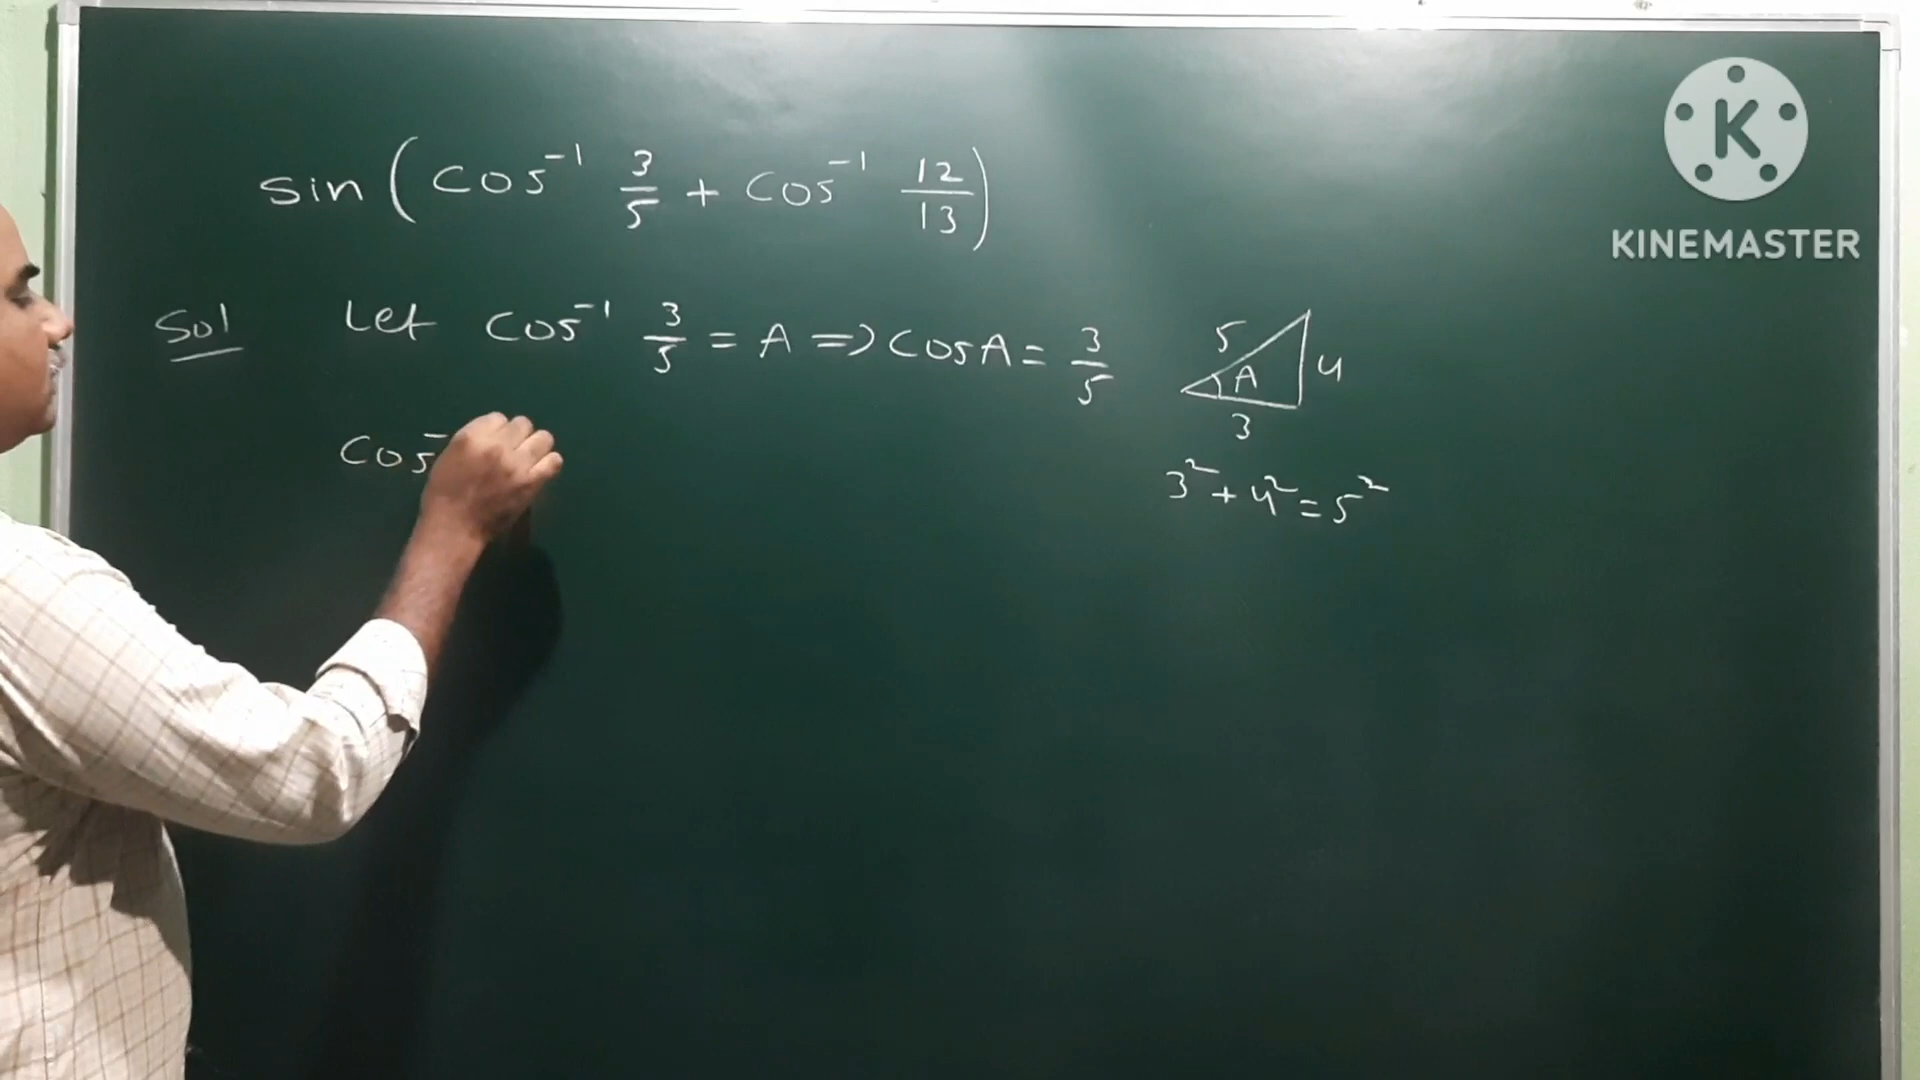 sin(cos⁻¹ 3/5 + cos⁻¹ 12/13)
Sol Let cos⁻¹ 3/5 = A => cosA = 3/5
5 A 4
3
cos⁻
3² + 4² = 5²
K
KINEMASTER